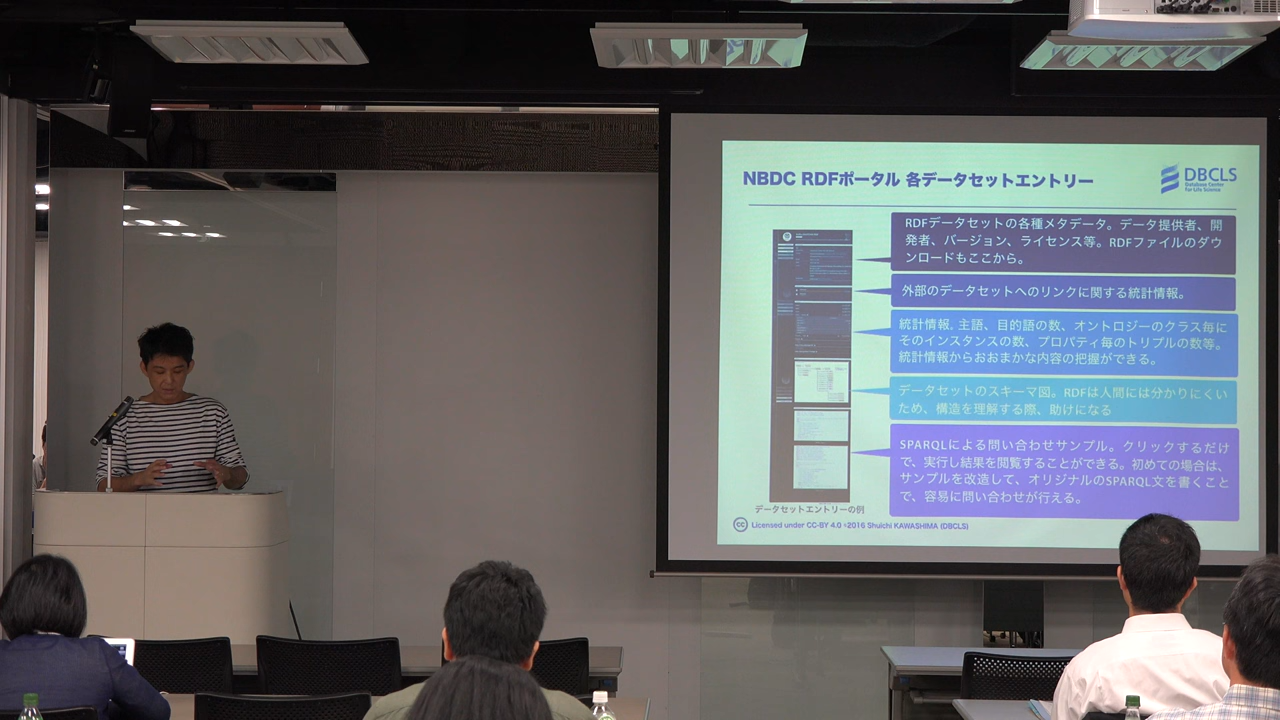 NBDC RDFポータル 各データセットエントリー
DBCLS
Database Center
for Life Science
RDFデータセットの各種メタデータ。データ提供者、開
発者、バージョン、ライセンス等。RDFファイルのダウ
ンロードもここから。
外部のデータセットへのリンクに関する統計情報。
統計情報. 主語、目的語の数、オントロジーのクラス毎に
そのインスタンスの数、プロパティ毎のトリプルの数等。
統計情報からおおまかな内容の把握ができる。
データセットのスキーマ図。RDFは人間には分かりにくい
ため、構造を理解する際、助けになる
SPARQLによる問い合わせサンプル。クリックするだけ
で、実行し結果を閲覧することができる。初めての場合は、
サンプルを改造して、オリジナルのSPARQL文を書くこと
で、容易に問い合わせが行える。
データセットエントリーの例
cc Licensed under CC-BY 4.0 ©2016 Shuichi KAWASHIMA (DBCLS)